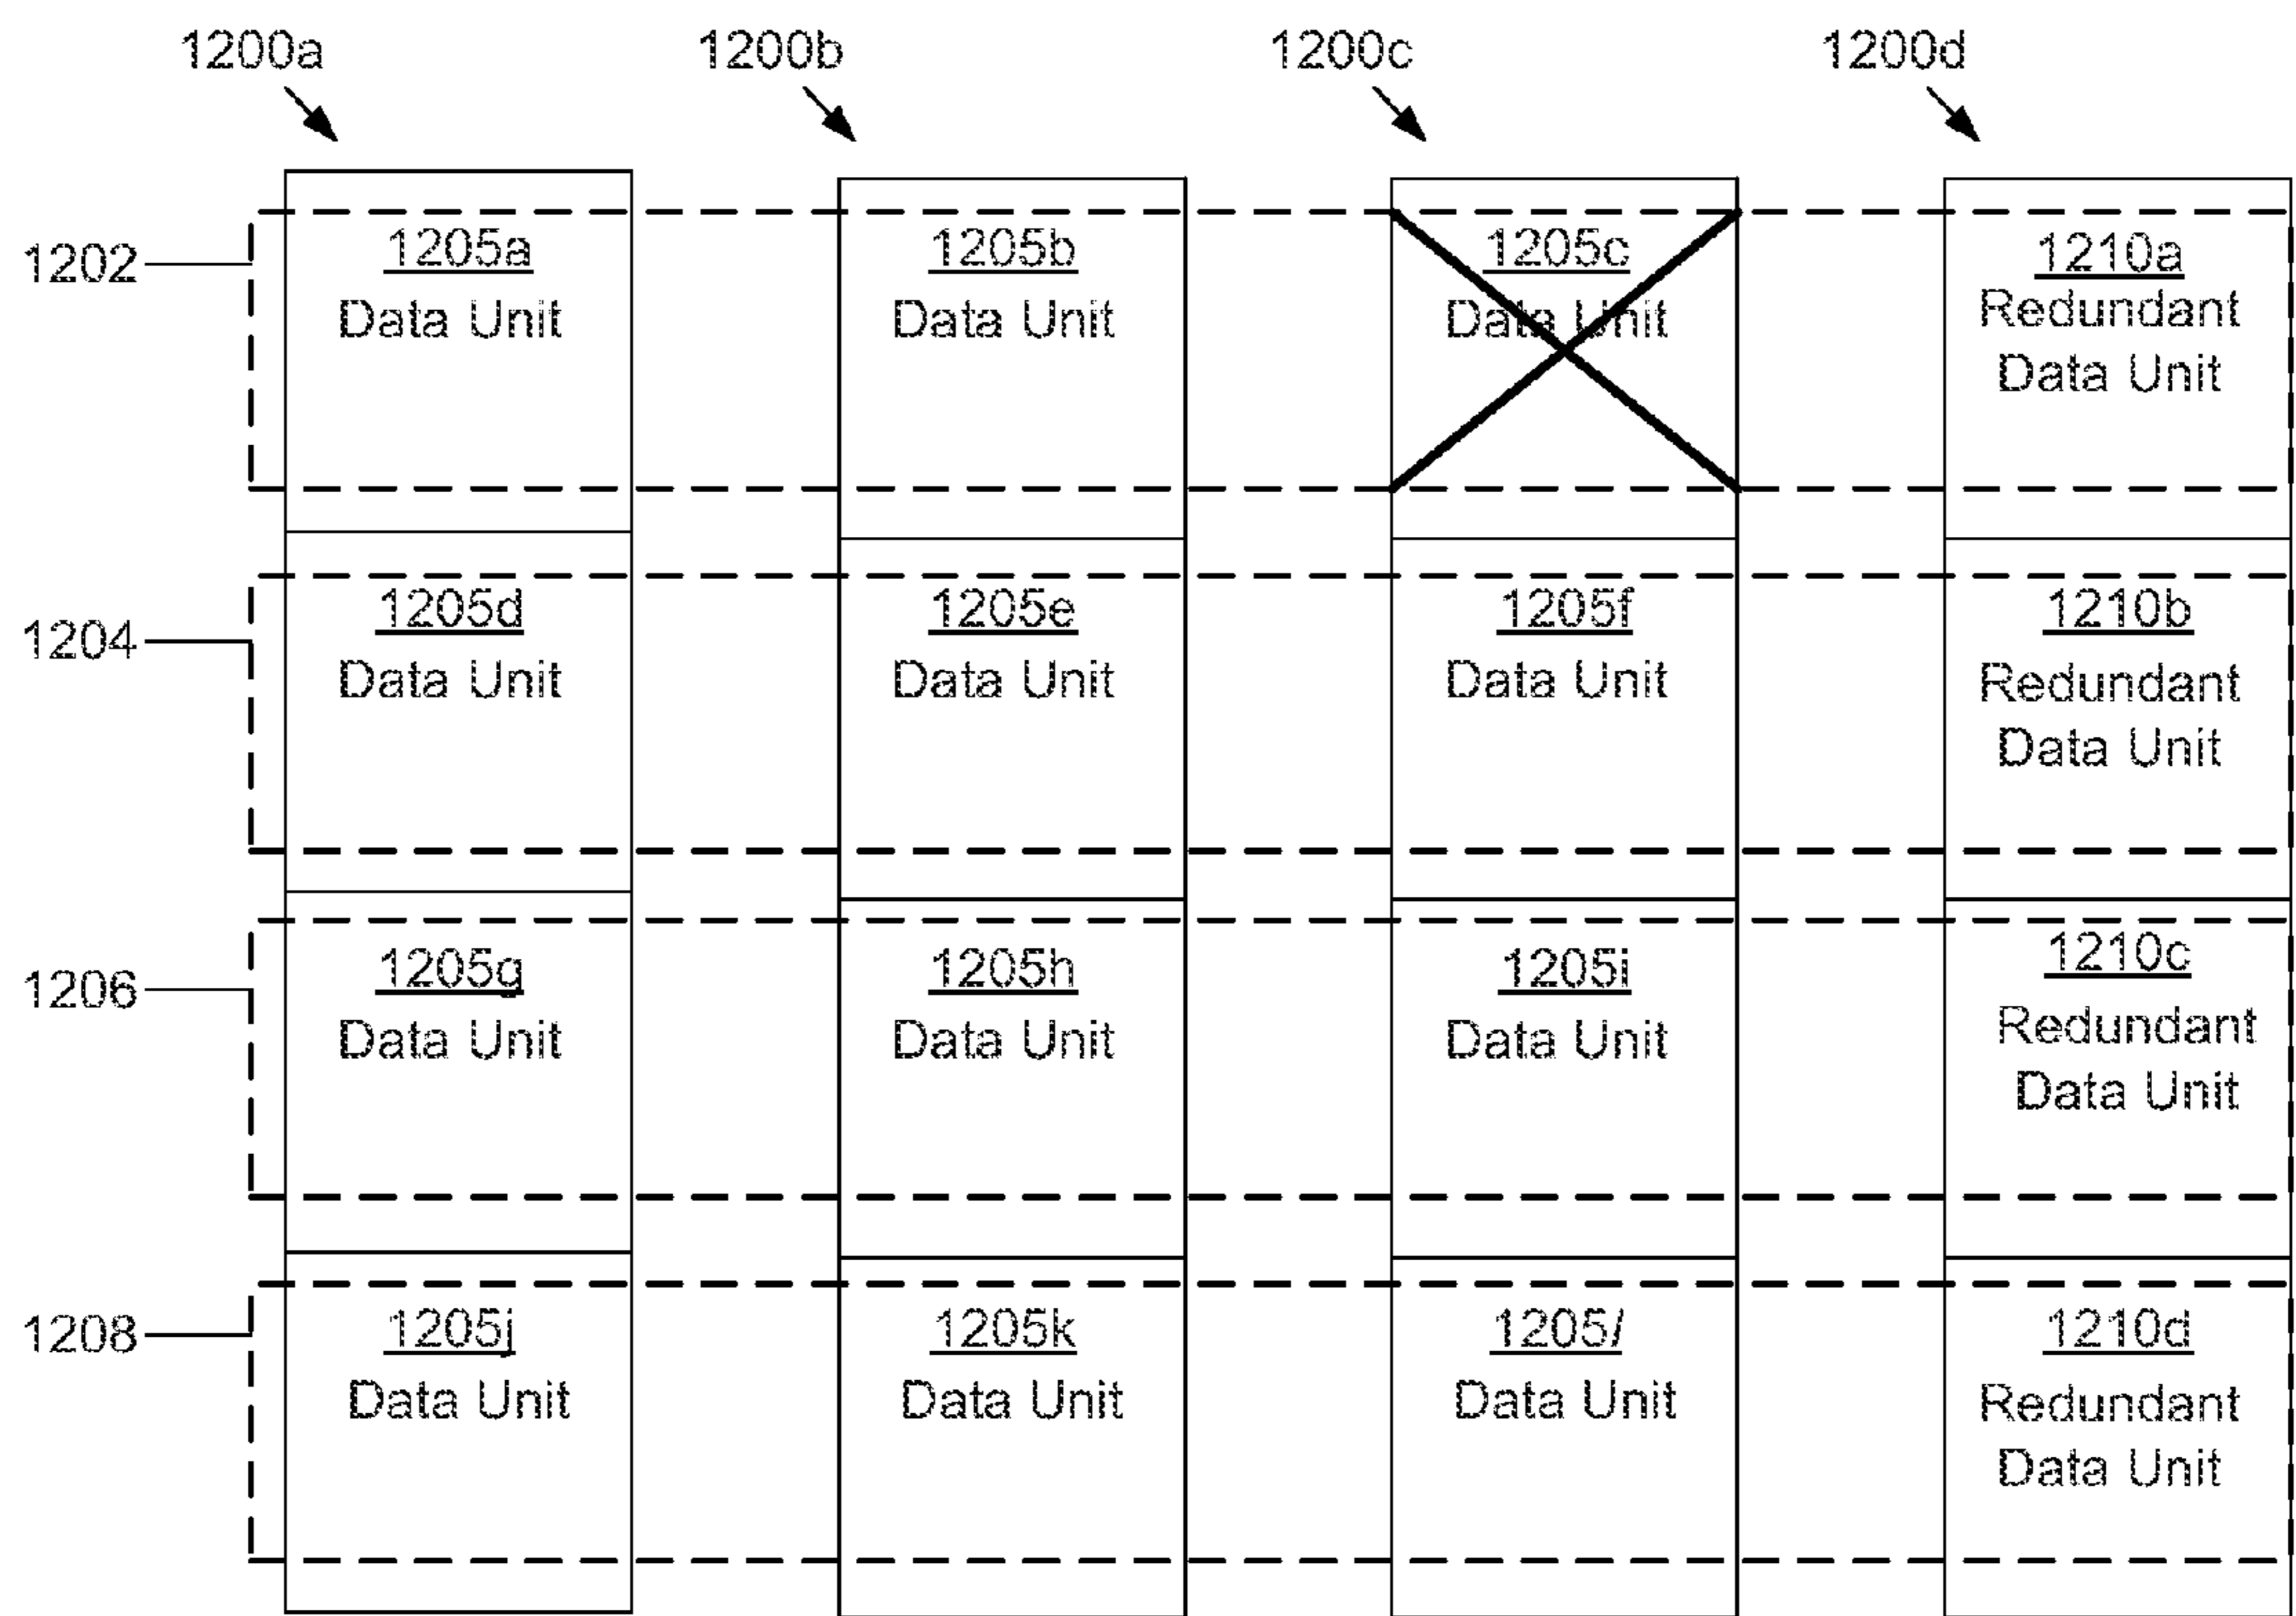 1200a 1200b 1200c 1200d
1202 1205a 1205b 1205c 1210a
Data Unit Data Unit Data Unit Redundant
Data Unit
1204 1205d 1205e 1205f 1210b
Data Unit Data Unit Data Unit Redundant
Data Unit
1206 1205g 1205h 1205i 1210c
Data Unit Data Unit Data Unit Redundant
Data Unit
1208 1205j 1205k 1205l 1210d
Data Unit Data Unit Data Unit Redundant
Data Unit